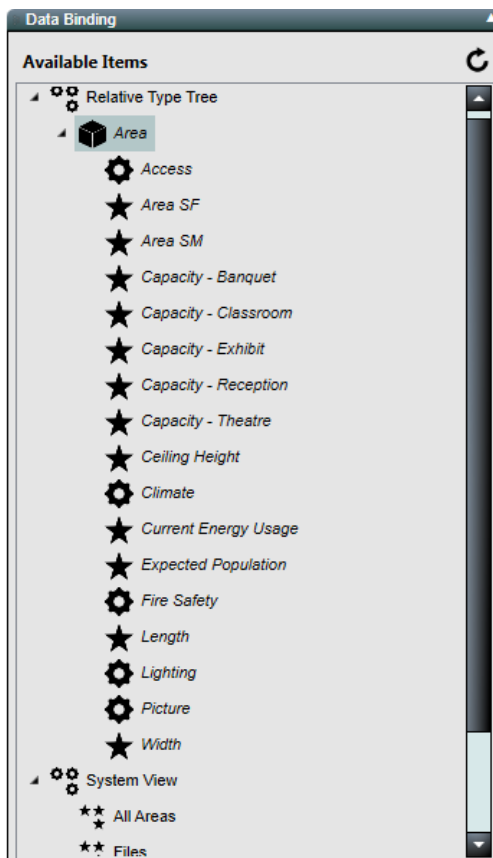 Data Binding
Available Items
Relative Type Tree
Area
Access
Area SF
Area SM
Capacity - Banquet
Capacity - Classroom
Capacity - Exhibit
Capacity - Reception
Capacity - Theatre
Ceiling Height
Climate
Current Energy Usage
Expected Population
Fire Safety
Length
Lighting
Picture
Width
System View
All Areas
Files